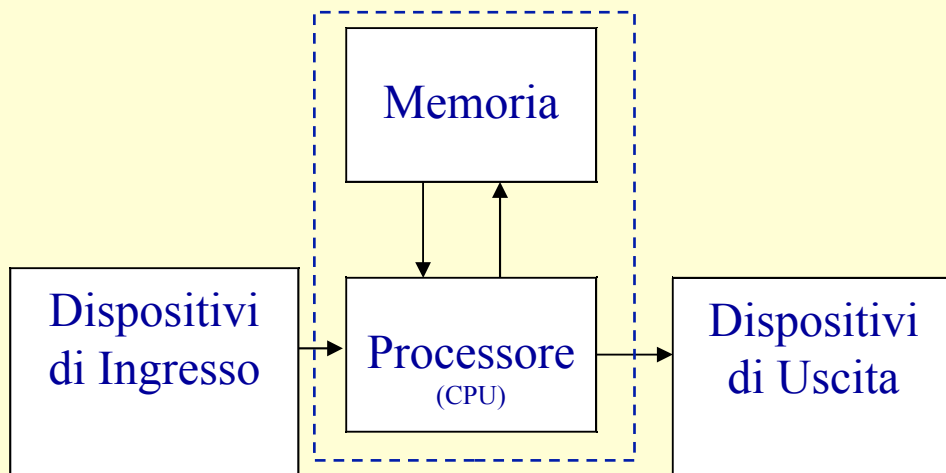 Memoria
Dispositivi
di Ingresso
Processore
(CPU)
Dispositivi
di Uscita